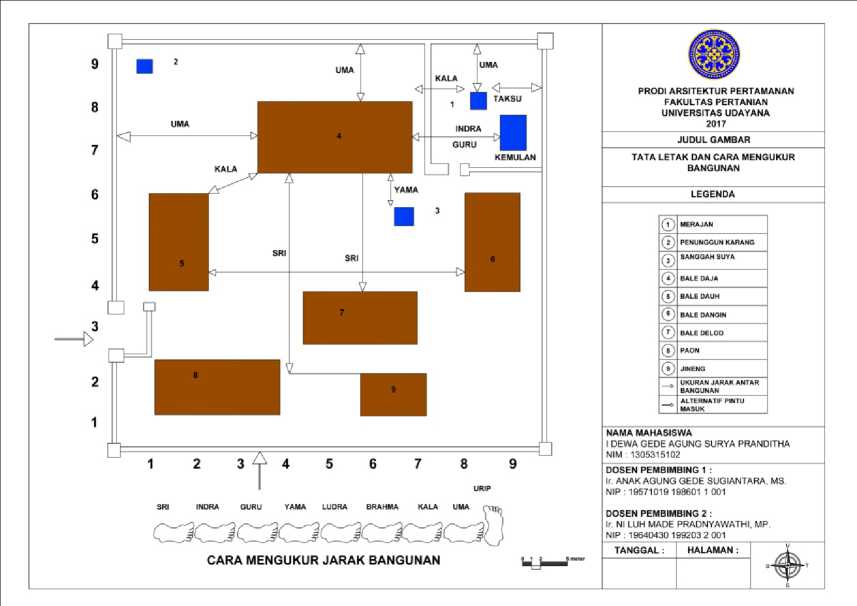 9
8
7
6
5
4
3
2
1
2
UMA
UMA
KALA
1
TAKSU
UMA
4
INDRA
GURU
KEMULAN
KALA
YAMA
3
5
SRI
SRI
6
7
8
9
1 2 3 4 5 6 7 8 9
URIP
SRI INDRA GURU YAMA LUDRA BRAHMA KALA UMA
CARA MENGUKUR JARAK BANGUNAN
0 1 2 5 meter
PRODI ARSITEKTUR PERTAMANAN
FAKULTAS PERTANIAN
UNIVERSITAS UDAYANA
2017
JUDUL GAMBAR
TATA LETAK DAN CARA MENGUKUR
BANGUNAN
LEGENDA
1 MERAJAN
2 PENUNGGUN KARANG
3 SANGGAH SUYA
4 BALE DAJA
5 BALE DAUH
6 BALE DANGIN
7 BALE DELOD
8 PAON
9 JINENG
UKURAN JARAK ANTAR
BANGUNAN
ALTERNATIF PINTU
MASUK
NAMA MAHASISWA
I DEWA GEDE AGUNG SURYA PRANDITHA
NIM : 1305315102
DOSEN PEMBIMBING 1 :
Ir. ANAK AGUNG GEDE SUGIANTARA, MS.
NIP : 19571019 198601 1 001
DOSEN PEMBIMBING 2 :
Ir. NI LUH MADE PRADNYAWATHI, MP.
NIP : 19640430 199203 2 001
TANGGAL : HALAMAN :